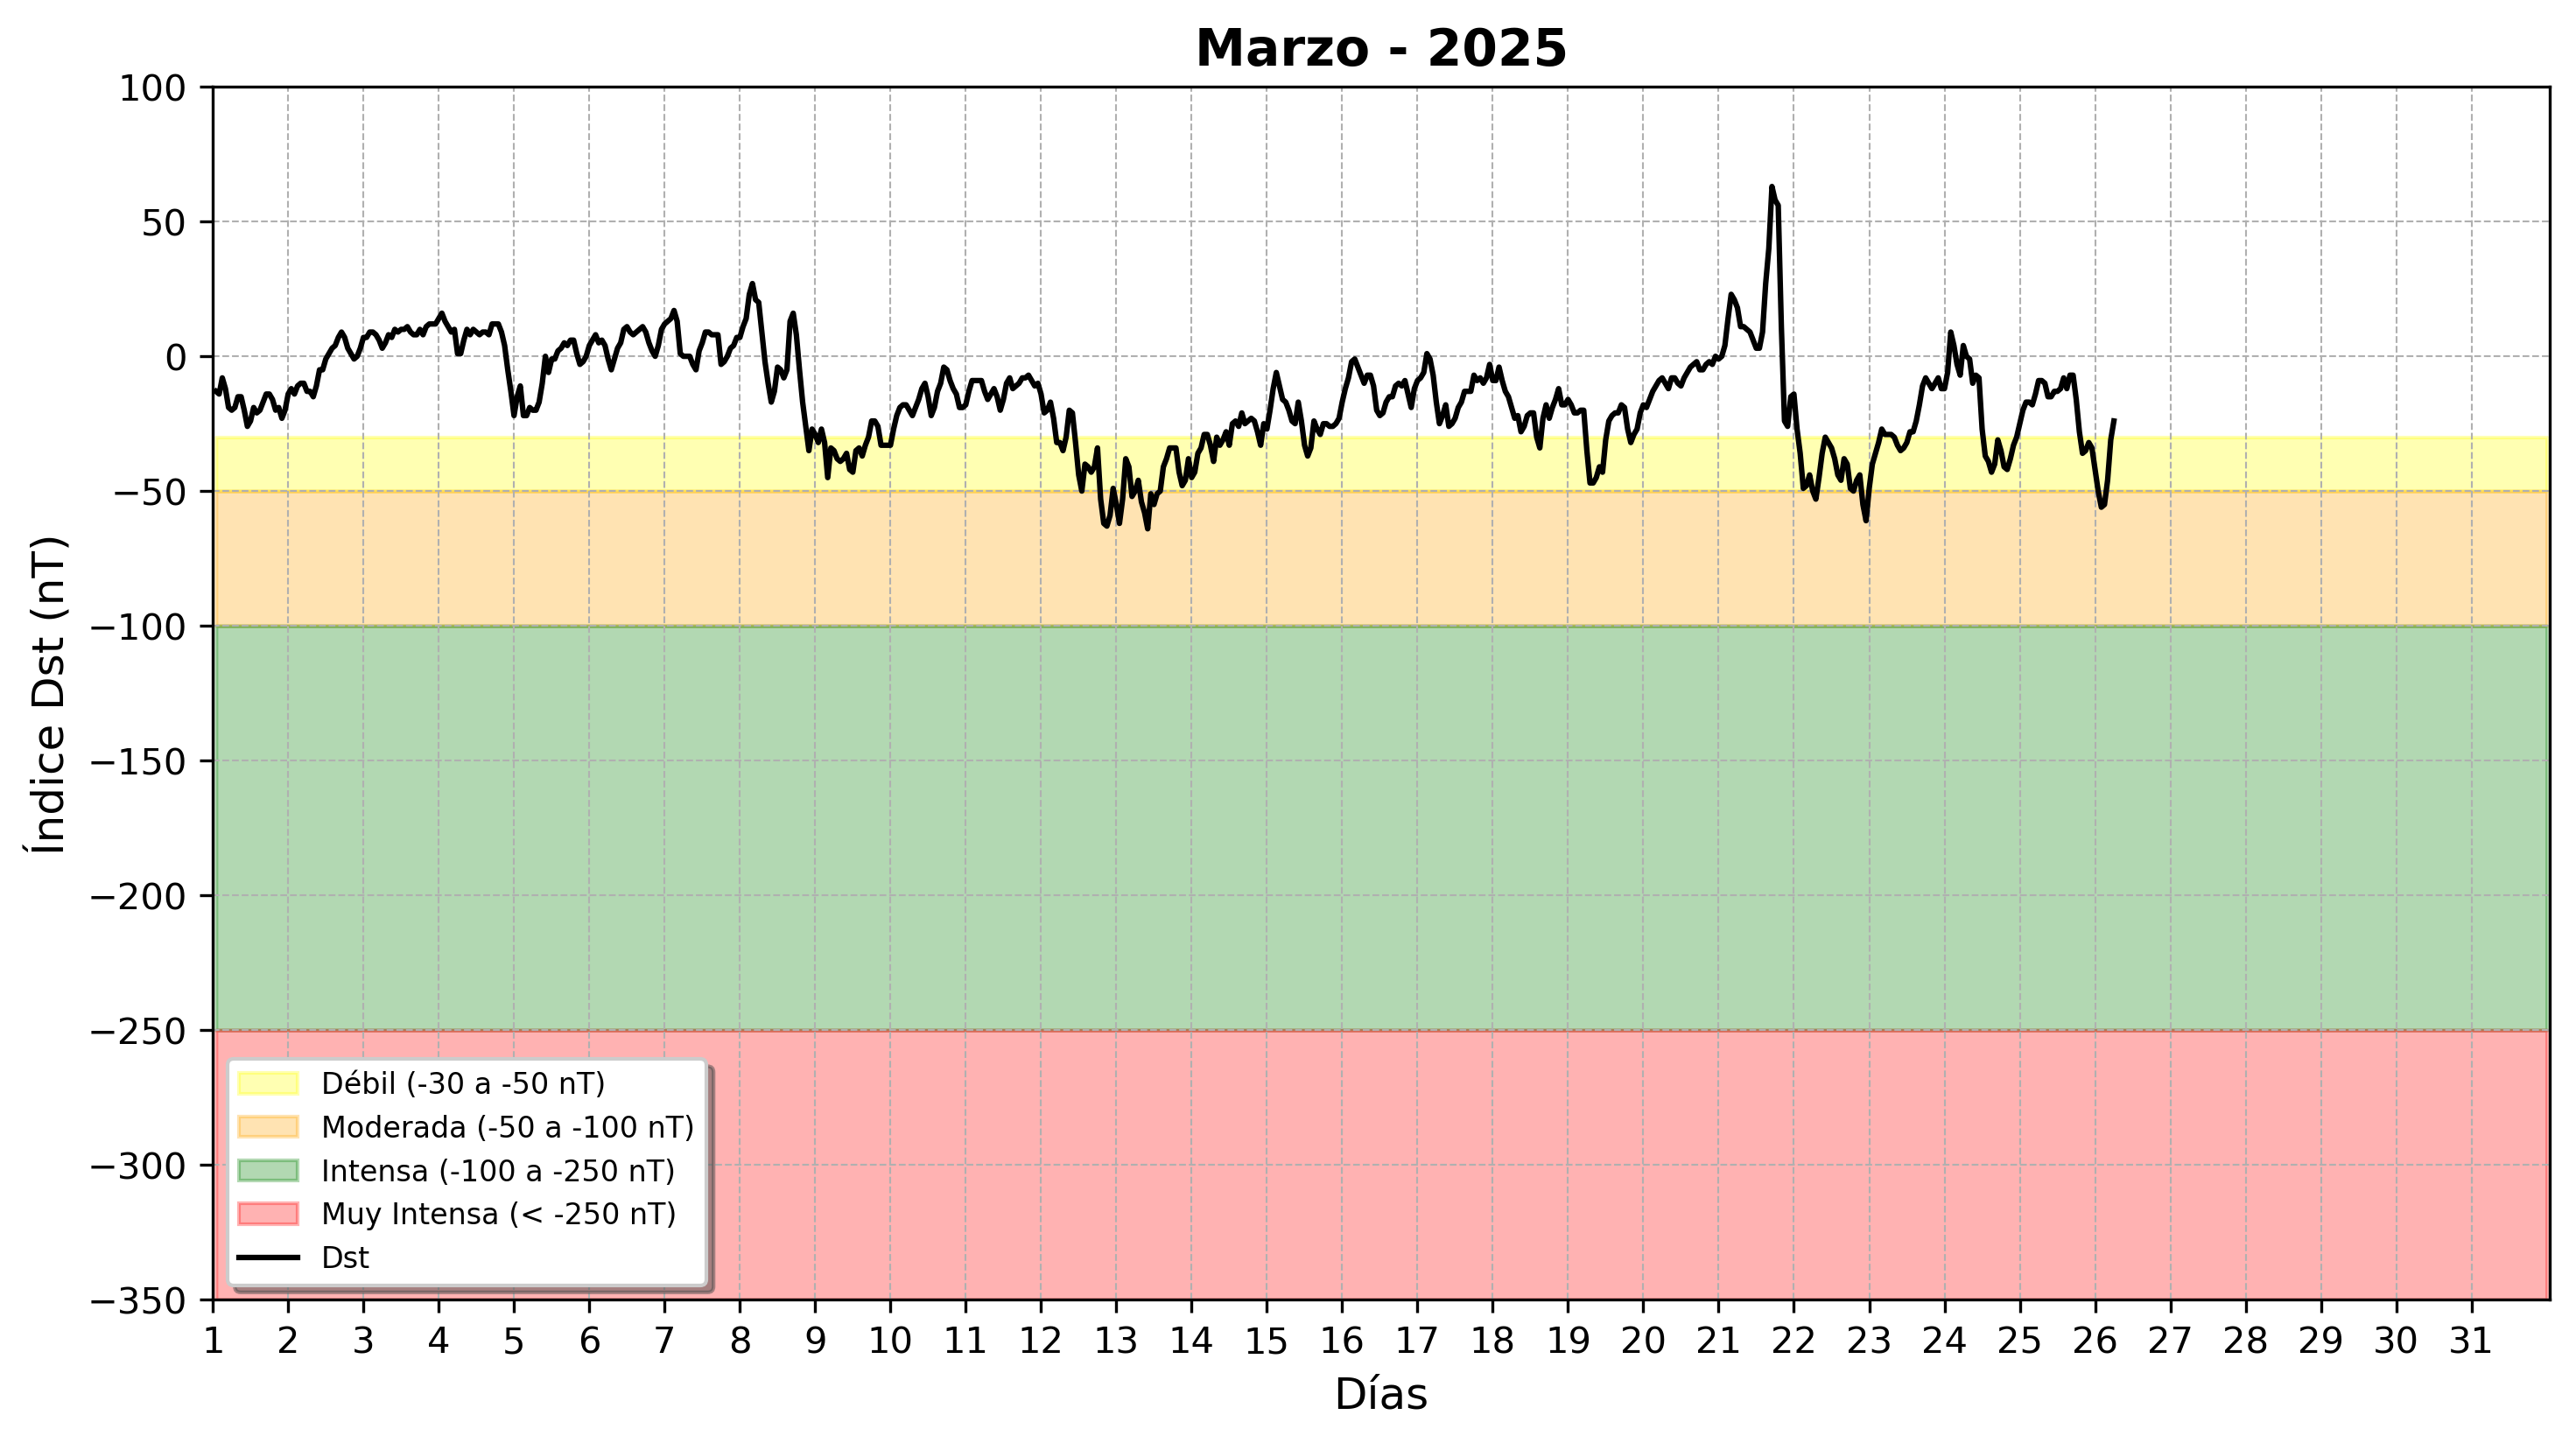 Marzo - 2025
100
50
0
−50
−100
−150
−200
−250
−300
−350
Índice Dst (nT)
Débil (-30 a -50 nT)
Moderada (-50 a -100 nT)
Intensa (-100 a -250 nT)
Muy Intensa (< -250 nT)
Dst
1 2 3 4 5 6 7 8 9 10 11 12 13 14 15 16 17 18 19 20 21 22 23 24 25 26 27 28 29 30 31
Días